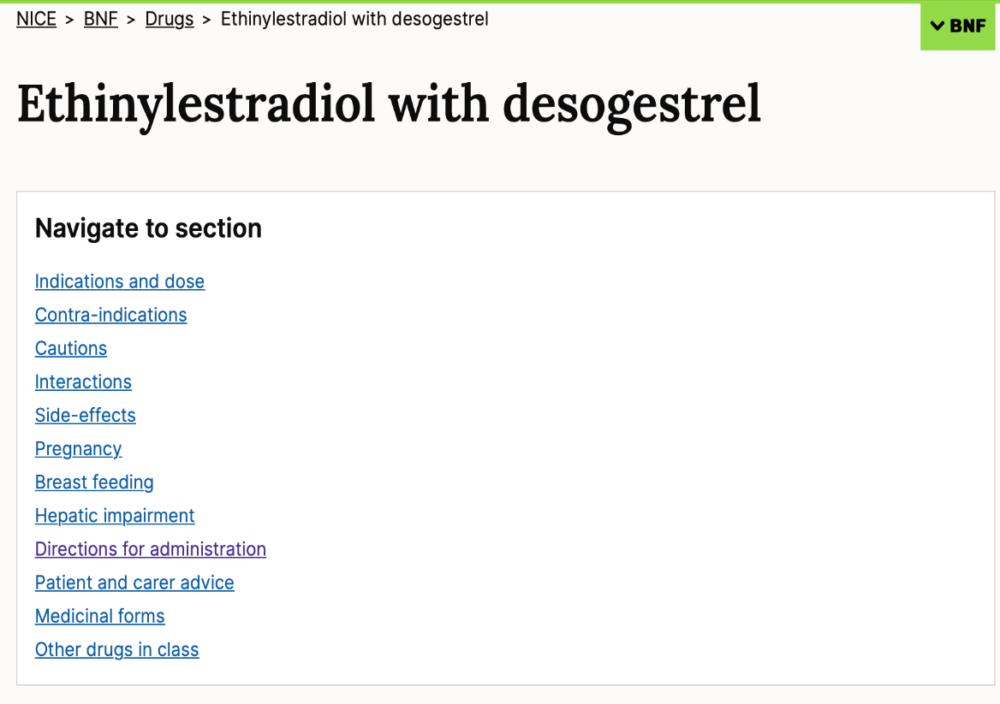 NICE > BNF > Drugs > Ethinylestradiol with desogestrel
BNF
Ethinylestradiol with desogestrel
Navigate to section
Indications and dose
Contra-indications
Cautions
Interactions
Side-effects
Pregnancy
Breast feeding
Hepatic impairment
Directions for administration
Patient and carer advice
Medicinal forms
Other drugs in class